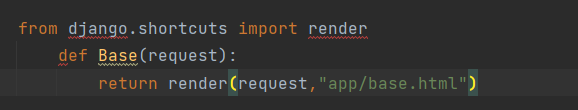 from django.shortcuts import render
    def Base(request):
        return render(request,"app/base.html")